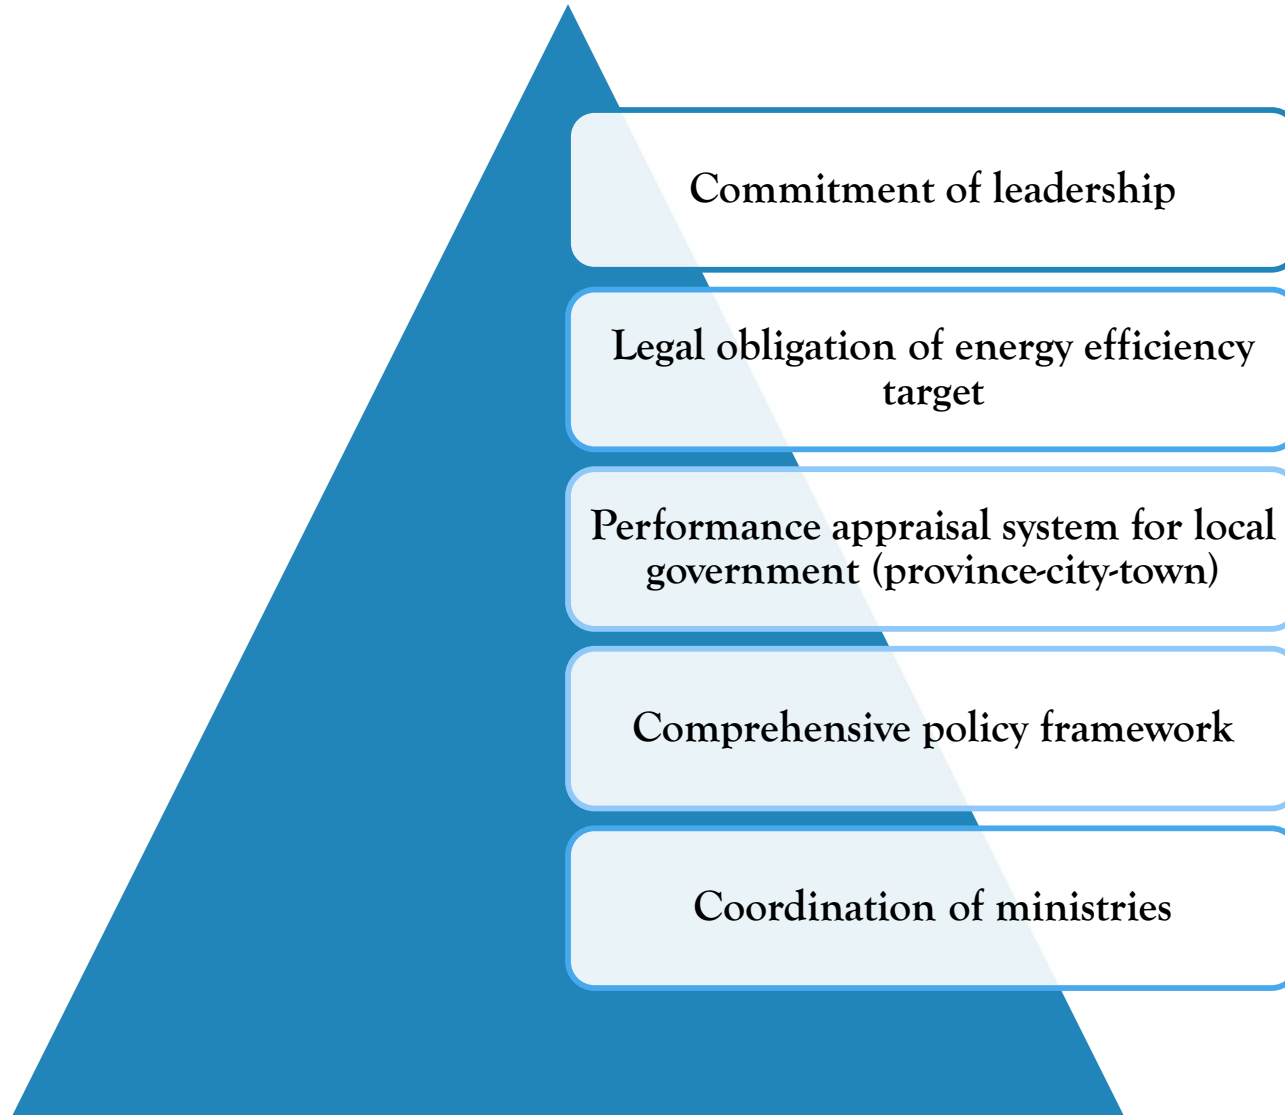 Commitment of leadership
Legal obligation of energy efficiency
target
Performance appraisal system for local
government (province-city-town)
Comprehensive policy framework
Coordination of ministries